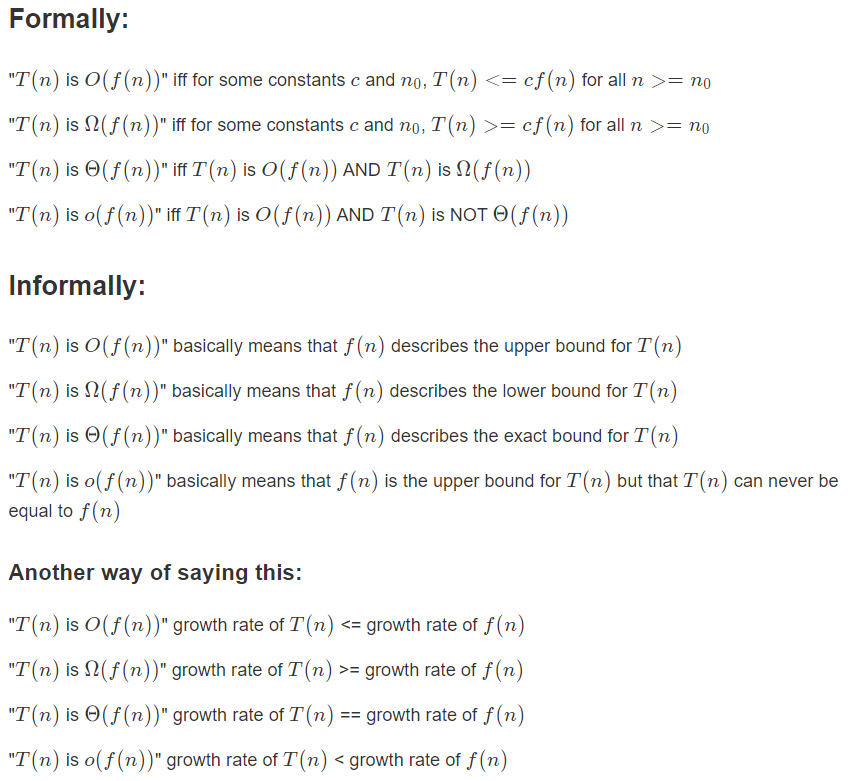 Formally:
"T(n) is O(f(n))" iff for some constants c and n₀, T(n) <= cf(n) for all n >= n₀
"T(n) is Ω(f(n))" iff for some constants c and n₀, T(n) >= cf(n) for all n >= n₀
"T(n) is Θ(f(n))" iff T(n) is O(f(n)) AND T(n) is Ω(f(n))
"T(n) is o(f(n))" iff T(n) is O(f(n)) AND T(n) is NOT Θ(f(n))
Informally:
"T(n) is O(f(n))" basically means that f(n) describes the upper bound for T(n)
"T(n) is Ω(f(n))" basically means that f(n) describes the lower bound for T(n)
"T(n) is Θ(f(n))" basically means that f(n) describes the exact bound for T(n)
"T(n) is o(f(n))" basically means that f(n) is the upper bound for T(n) but that T(n) can never be
equal to f(n)
Another way of saying this:
"T(n) is O(f(n))" growth rate of T(n) <= growth rate of f(n)
"T(n) is Ω(f(n))" growth rate of T(n) >= growth rate of f(n)
"T(n) is Θ(f(n))" growth rate of T(n) == growth rate of f(n)
"T(n) is o(f(n))" growth rate of T(n) < growth rate of f(n)